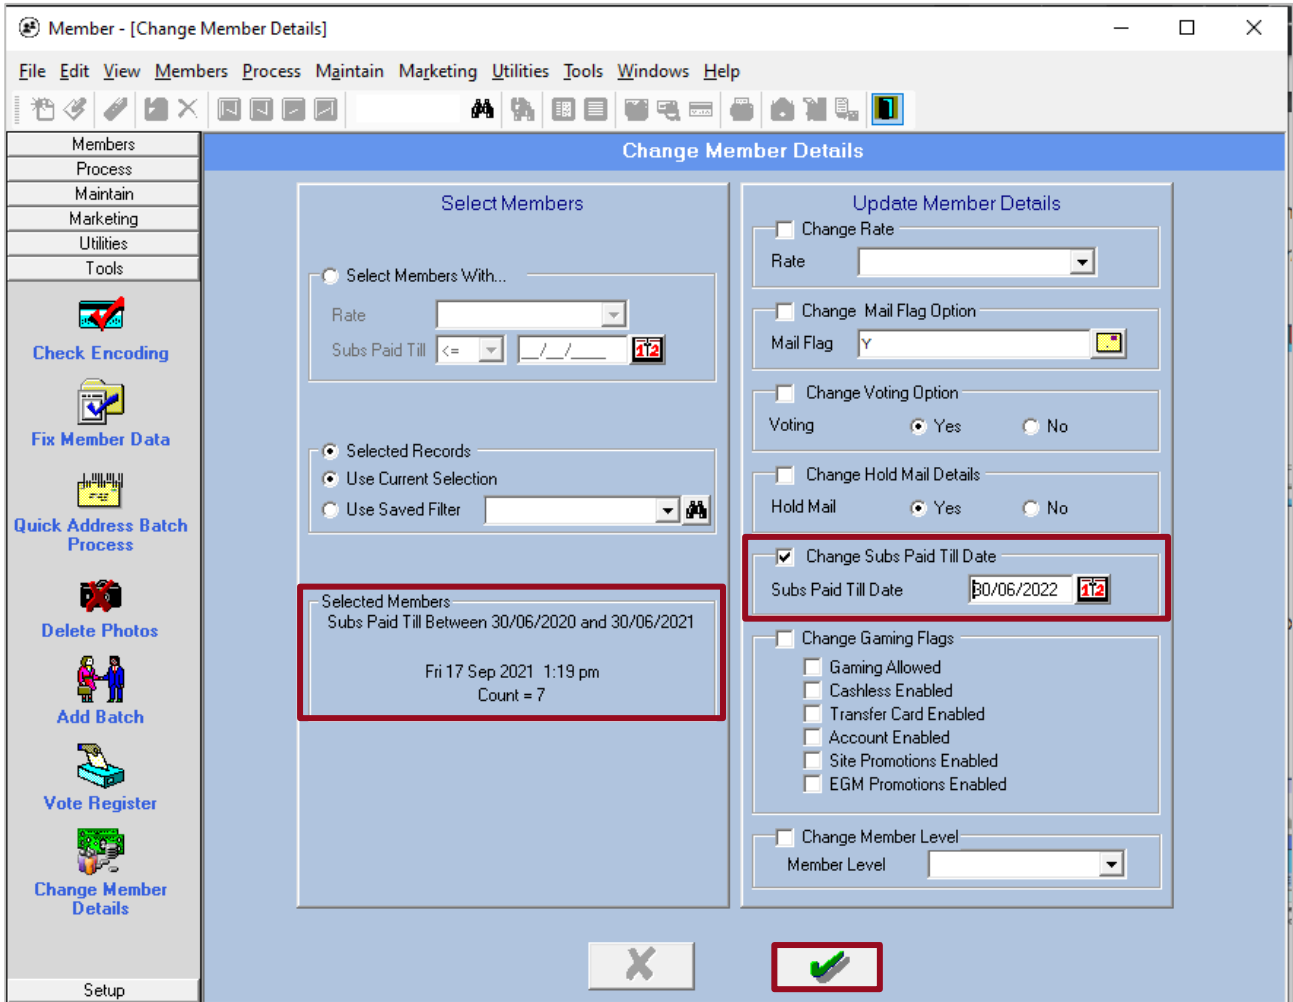 Member - [Change Member Details]
File Edit View Members Process Maintain Marketing Utilities Tools Windows Help
Members
Process
Maintain
Marketing
Utilities
Tools
Check Encoding
Fix Member Data
Quick Address Batch
Process
Delete Photos
Add Batch
Vote Register
Change Member
Details
Setup
Change Member Details
Select Members
Select Members With...
Rate
Subs Paid Till <= __/__/____
Selected Records
Use Current Selection
Use Saved Filter
Selected Members
Subs Paid Till Between 30/06/2020 and 30/06/2021
Fri 17 Sep 2021 1:19 pm
Count = 7
Update Member Details
Change Rate
Rate
Change Mail Flag Option
Mail Flag Y
Change Voting Option
Voting Yes No
Change Hold Mail Details
Hold Mail Yes No
Change Subs Paid Till Date
Subs Paid Till Date 30/06/2022
Change Gaming Flags
Gaming Allowed
Cashless Enabled
Transfer Card Enabled
Account Enabled
Site Promotions Enabled
EGM Promotions Enabled
Change Member Level
Member Level